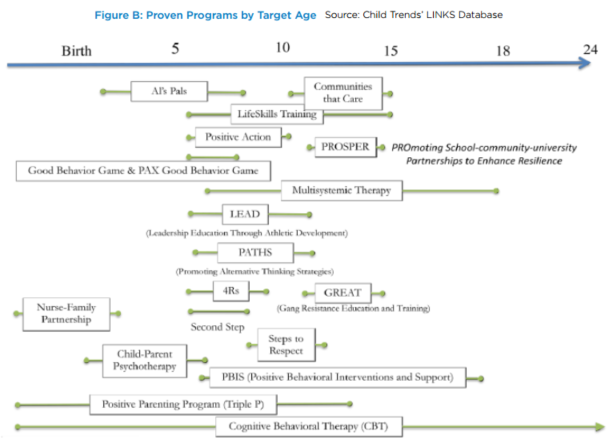 Figure B: Proven Programs by Target Age Source: Child Trends' LINKS Database
Birth 5 10 15 18 24
Al's Pals
Communities
that Care
LifeSkills Training
Positive Action
PROSPER
PROmoting School-community-university
Partnerships to Enhance Resilience
Good Behavior Game & PAX Good Behavior Game
Multisystemic Therapy
LEAD
(Leadership Education Through Athletic Development)
PATHS
(Promoting Alternative Thinking Strategies)
4Rs
GREAT
(Gang Resistance Education and Training)
Nurse-Family
Partnership
Second Step
Steps to
Respect
Child-Parent
Psychotherapy
PBIS (Positive Behavioral Interventions and Support)
Positive Parenting Program (Triple P)
Cognitive Behavioral Therapy (CBT)